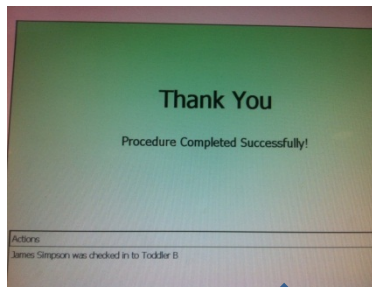 Thank You
Procedure Completed Successfully!
Actions
James Simpson was checked in to Toddler B